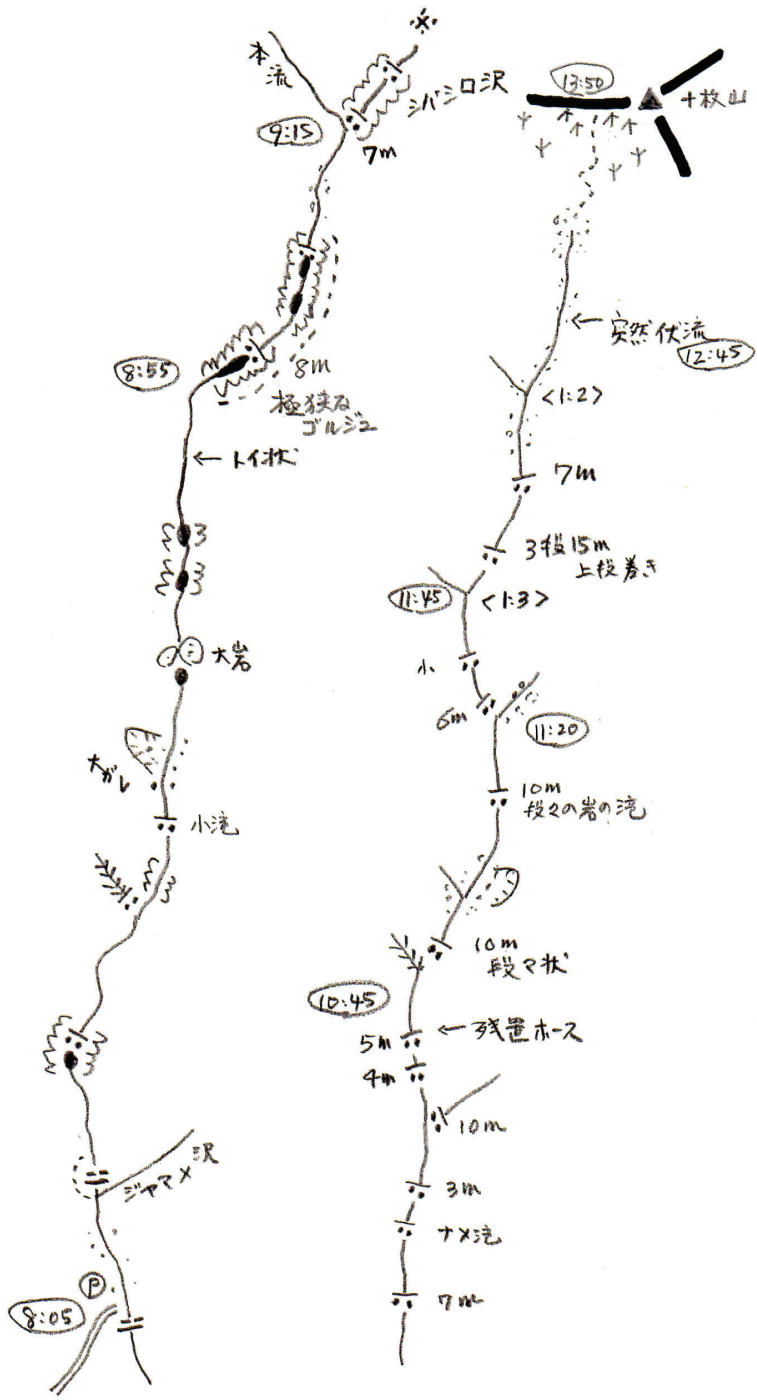 本流
シバシロ沢
9:15
7m
8:55
8m
極狭な
ゴルジュ
←トイ状
大岩
大ガレ
小滝
ジャマメ沢
P
8:05
13:50
十枚山
←突然伏流
12:45
<1:2>
7m
3段15m
上段巻き
11:45
<1:3>
小
6m
11:20
10m
段々の岩の滝
10m
段々状
10:45
5m
←残置ホース
4m
10m
3m
ナメ滝
7m